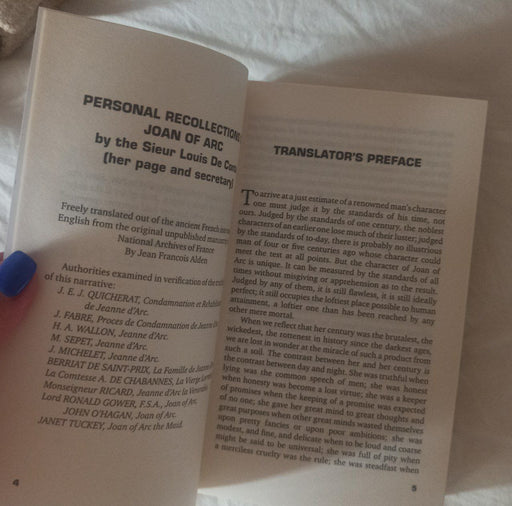 PERSONAL RECOLLECTIONS
JOAN OF ARC
by the Sieur Louis De Con
(her page and secretary)
Freely translated out of the ancient French
English from the original unpublished
National Archives of France
By Jean Francois Alden
Authorities examined in verification of the
of this narrative:
J. E. J. QUICHERAT, Condamnation et
de Jeanne d'Arc.
J. FABRE, Proces de Condamnation de Jeanne
H. A. WALLON, Jeanne d'Arc.
M. SEPET, Jeanne d'Arc.
J. MICHELET, Jeanne d'Arc.
BERRIAT DE SAINT-PRIX, La Famille de Jeanne
La Comtesse A. DE CHABANNES, La Vierge
Monseigneur RICARD, Jeanne d'Arc la
Lord RONALD GOWER, F.S.A., Joan of Arc.
JOHN O'HAGAN, Joan of Arc.
JANET TUCKEY, Joan of Arc the Maid.
4
TRANSLATOR'S PREFACE
To arrive at a just estimate of a renowned man's character
one must judge it by the standards of his time, not
ours. Judged by the standards of one century, the noblest
characters of an earlier one lose much of their luster; judged
by the standards of to-day, there is probably no illustrious
man of four or five centuries ago whose character could
meet the test at all points. But the character of Joan of
Arc is unique. It can be measured by the standards of all
times without misgiving or apprehension as to the result.
Judged by any of them, it is still flawless, it is still ideally
perfect; it still occupies the loftiest place possible to human
attainment, a loftier one than has been reached by any
other mere mortal.
When we reflect that her century was the brutalest, the
wickedest, the rottenest in history since the darkest ages,
we are lost in wonder at the miracle of such a product from
such a soil. The contrast between her and her century is
the contrast between day and night. She was truthful when
lying was the common speech of men; she was honest
when honesty was become a lost virtue; she was a keeper
of promises when the keeping of a promise was expected
of no one; she gave her great mind to great thoughts and
great purposes when other great minds wasted themselves
upon pretty fancies or upon poor ambitions; she was
modest, and fine, and delicate when to be loud and coarse
might be said to be universal; she was full of pity when
a merciless cruelty was the rule; she was steadfast when
5